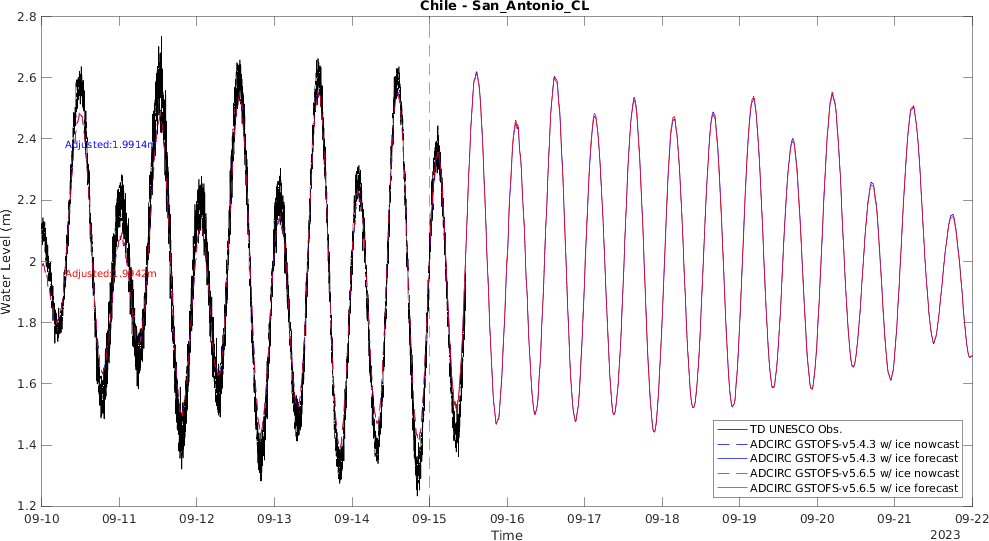 Chile - San_Antonio_CL
2.8
2.6
2.4
2.2
2
1.8
1.6
1.4
1.2
Water Level (m)
Adjusted:1.9914m
Adjusted:1.9942m
TD UNESCO Obs.
ADCIRC GSTOFS-v5.4.3 w/ ice nowcast
ADCIRC GSTOFS-v5.4.3 w/ ice forecast
ADCIRC GSTOFS-v5.6.5 w/ ice nowcast
ADCIRC GSTOFS-v5.6.5 w/ ice forecast
09-10 09-11 09-12 09-13 09-14 09-15 09-16 09-17 09-18 09-19 09-20 09-21 09-22
Time
2023